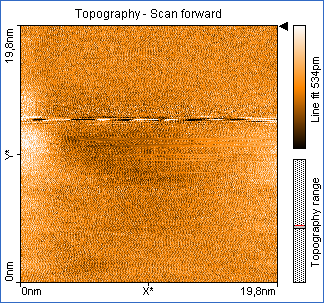 Topography - Scan forward
19,8nm
Y*
0nm
0nm
X*
19,8nm
Line fit 534pm
Topography range